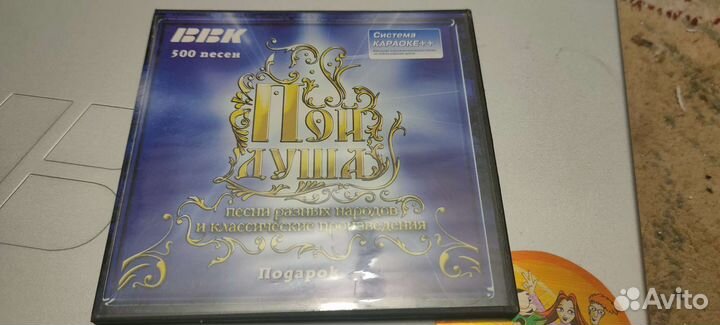 BBK
500 песен
Система
КАРАОКЕ++
Пой
душа
песни разных народов
и классические произведения
Подарок
Avito